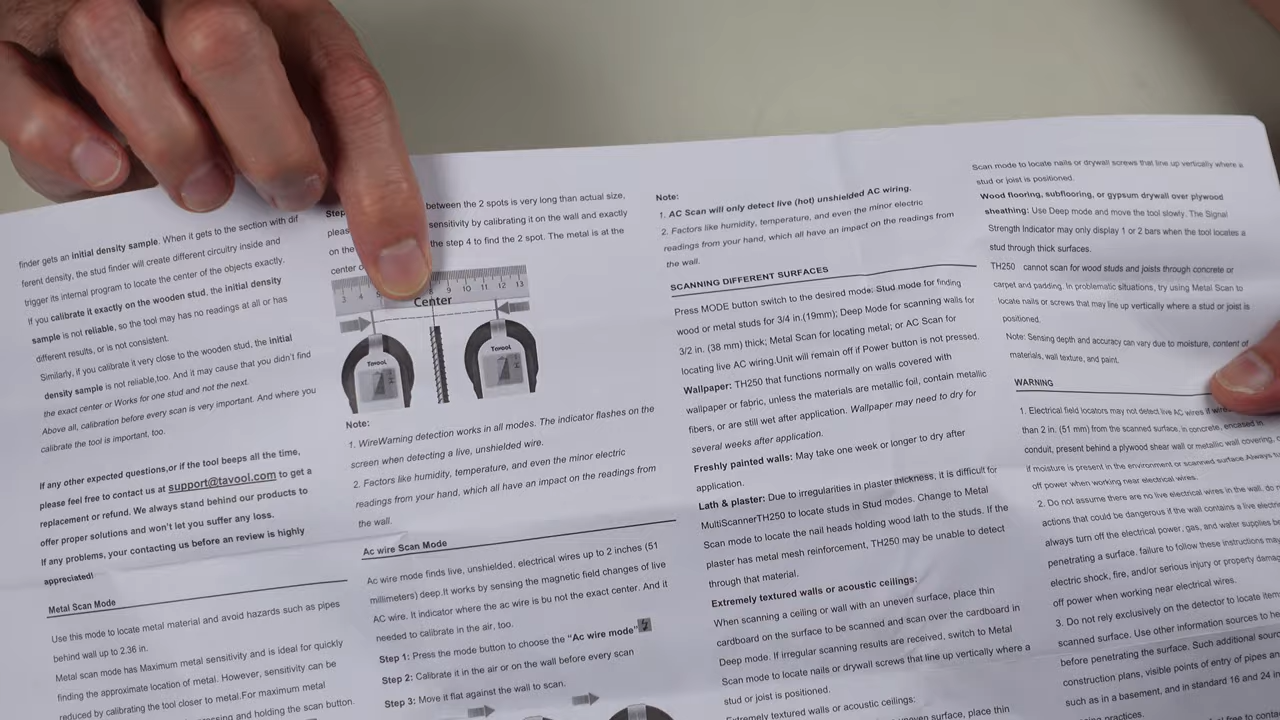 finder gets an initial density sample. When it gets to the section with dif
ferent density, the stud finder will create different circuitry inside and
trigger its internal program to locate the center of the objects exactly.
If you calibrate it exactly on the wooden stud, the initial density
sample is not reliable, so the tool may has no readings at all or has
different results, or is not consistent.
Similarly, if you calibrate it very close to the wooden stud, the initial
density sample is not reliable,too. And it may cause that you didn't find
the exact center or Works for one stud and not the next.
Above all, calibration before every scan is very important. And where you
calibrate the tool is important, too.
If any other expected questions,or if the tool beeps all the time,
please feel free to contact us at support@tavool.com to get a
replacement or refund. We always stand behind our products to
offer proper solutions and won't let you suffer any loss.
If any problems, your contacting us before an review is highly
appreciated!
Metal Scan Mode
Use this mode to locate metal material and avoid hazards such as pipes
behind wall up to 2.36 in.
Metal scan mode has Maximum metal sensitivity and is ideal for quickly
finding the approximate location of metal. However, sensitivity can be
reduced by calibrating the tool closer to metal.For maximum metal
and holding the scan button.
Step between the 2 spots is very long than actual size,
pleas sensitivity by calibrating it on the wall and exactly
on the the step 4 to find the 2 spot. The metal is at the
center o
3 4 9 10 11 12 13
Center
Tavool Tavool
Note:
1. WireWarning detection works in all modes. The indicator flashes on the
screen when detecting a live, unshielded wire.
2. Factors like humidity, temperature, and even the minor electric
readings from your hand, which all have an impact on the readings from
the wall.
Ac wire Scan Mode
Ac wire mode finds live, unshielded, electrical wires up to 2 inches (51
millimeters) deep.It works by sensing the magnetic field changes of live
AC wire. It indicator where the ac wire is bu not the exact center. And it
needed to calibrate in the air, too.
Step 1: Press the mode button to choose the "Ac wire mode"
Step 2: Calibrate it in the air or on the wall before every scan
Step 3: Move it flat against the wall to scan.
Note:
1. AC Scan will only detect live (hot) unshielded AC wiring.
2. Factors like humidity, temperature, and even the minor electric
readings from your hand, which all have an impact on the readings from
the wall.
SCANNING DIFFERENT SURFACES
Press MODE button switch to the desired mode: Stud mode for finding
wood or metal studs for 3/4 in.(19mm); Deep Mode for scanning walls for
3/2 in. (38 mm) thick; Metal Scan for locating metal; or AC Scan for
locating live AC wiring.Unit will remain off if Power button is not pressed.
Wallpaper: TH250 that functions normally on walls covered with
wallpaper or fabric, unless the materials are metallic foil, contain metallic
fibers, or are still wet after application. Wallpaper may need to dry for
several weeks after application.
Freshly painted walls: May take one week or longer to dry after
application.
Lath & plaster: Due to irregularities in plaster thickness, it is difficult for
MultiScannerTH250 to locate studs in Stud modes. Change to Metal
Scan mode to locate the nail heads holding wood lath to the studs. If the
plaster has metal mesh reinforcement, TH250 may be unable to detect
through that material.
Extremely textured walls or acoustic ceilings:
When scanning a ceiling or wall with an uneven surface, place thin
cardboard on the surface to be scanned and scan over the cardboard in
Deep mode. If irregular scanning results are received, switch to Metal
Scan mode to locate nails or drywall screws that line up vertically where a
stud or joist is positioned.
Extremely textured walls or acoustic ceilings:
uneven surface, place thin
Scan mode to locate nails or drywall screws that line up vertically where a
stud or joist is positioned.
Wood flooring, subflooring, or gypsum drywall over plywood
sheathing: Use Deep mode and move the tool slowly. The Signal
Strength Indicator may only display 1 or 2 bars when the tool locates a
stud through thick surfaces.
TH250 cannot scan for wood studs and joists through concrete or
carpet and padding. In problematic situations, try using Metal Scan to
locate nails or screws that may line up vertically where a stud or joist is
positioned.
Note: Sensing depth and accuracy can vary due to moisture, content of
materials, wall texture, and paint.
WARNING
1. Electrical field locators may not detect live AC wires if wires
than 2 in. (51 mm) from the scanned surface, in concrete, encased in
conduit, present behind a plywood shear wall or metallic wall covering, o
if moisture is present in the environment or scanned surface.Always tu
off power when working near electrical wires.
2. Do not assume there are no live electrical wires in the wall, do no
actions that could be dangerous if the wall contains a live electric
always turn off the electrical power, gas, and water supplies b
penetrating a surface, failure to follow these instructions may
electric shock, fire, and/or serious injury or property damag
off power when working near electrical wires.
3. Do not rely exclusively on the detector to locate items
scanned surface. Use other information sources to he
before penetrating the surface. Such additional sour
construction plans, visible points of entry of pipes an
such as in a basement, and in standard 16 and 24 in
practices.
feel free to conta